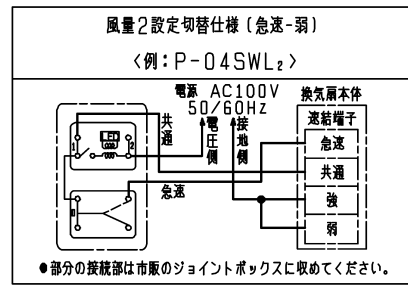 風量2設定切替仕様(急速-弱)
〈例:P-04SWL₂〉
電源 AC100V
50/60Hz
換気扇本体
速結端子
共通
電圧側
接地側
急速
共通
強
弱
LED
1
2
急速
●部分の接続部は市販のジョイントボックスに収めてください。